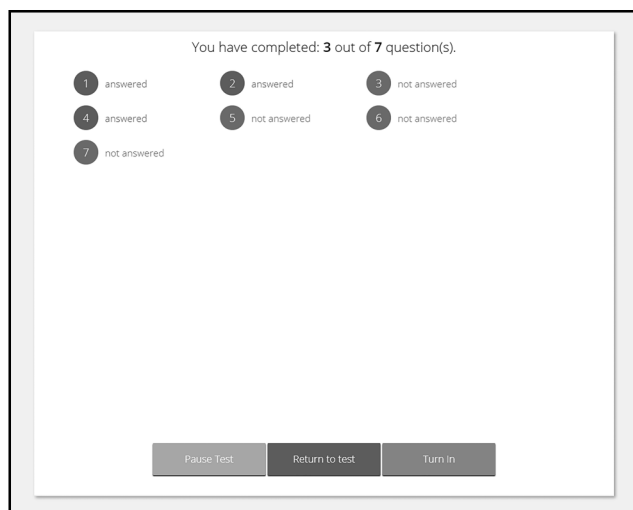 You have completed: 3 out of 7 question(s).
1 answered 2 answered 3 not answered
4 answered 5 not answered 6 not answered
7 not answered
Pause Test Return to test Turn In